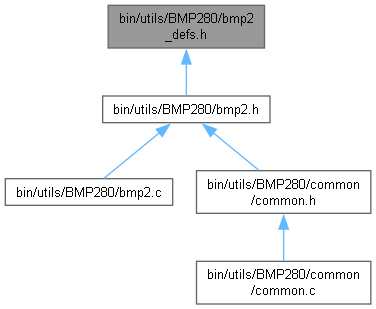 bin/utils/BMP280/bmp2
_defs.h
bin/utils/BMP280/bmp2.h
bin/utils/BMP280/bmp2.c
bin/utils/BMP280/common
/common.h
bin/utils/BMP280/common
/common.c